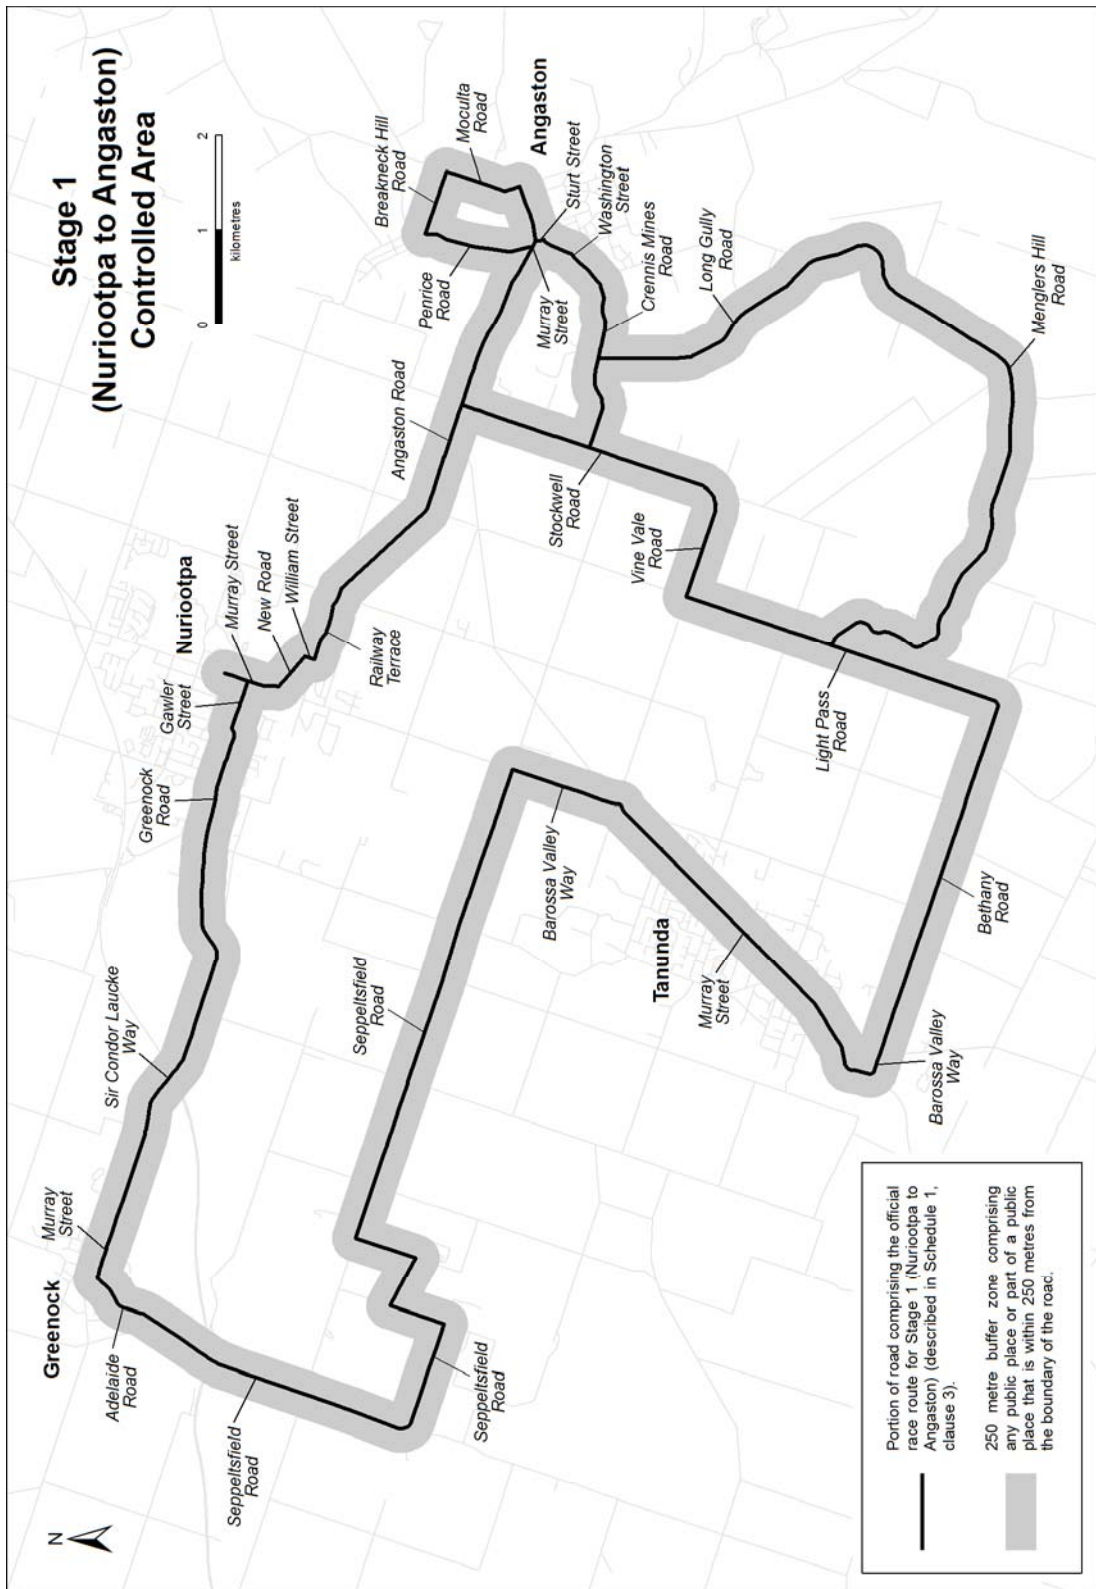 Stage 1
(Nuriootpa to Angaston)
Controlled Area
0
1
2
kilometres
N
Greenock
Murray
Street
Adelaide
Road
Seppeltsfield
Road
Seppeltsfield
Road
Sir Condor Laucke
Way
Seppeltsfield
Road
Greenock
Road
Gawler
Street
Nuriootpa
Murray Street
New Road
William Street
Railway
Terrace
Angaston Road
Penrice
Road
Breakneck Hill
Road
Moculta
Road
Angaston
Sturt Street
Murray
Street
Washington
Street
Crennis Mines
Road
Long Gully
Road
Menglers Hill
Road
Stockwell
Road
Vine Vale
Road
Light Pass
Road
Barossa Valley
Way
Tanunda
Murray
Street
Bethany
Road
Barossa Valley
Way
Portion of road comprising the official
race route for Stage 1 (Nuriootpa to
Angaston) (described in Schedule 1,
clause 3).
250 metre buffer zone comprising
any public place or part of a public
place that is within 250 metres from
the boundary of the road.